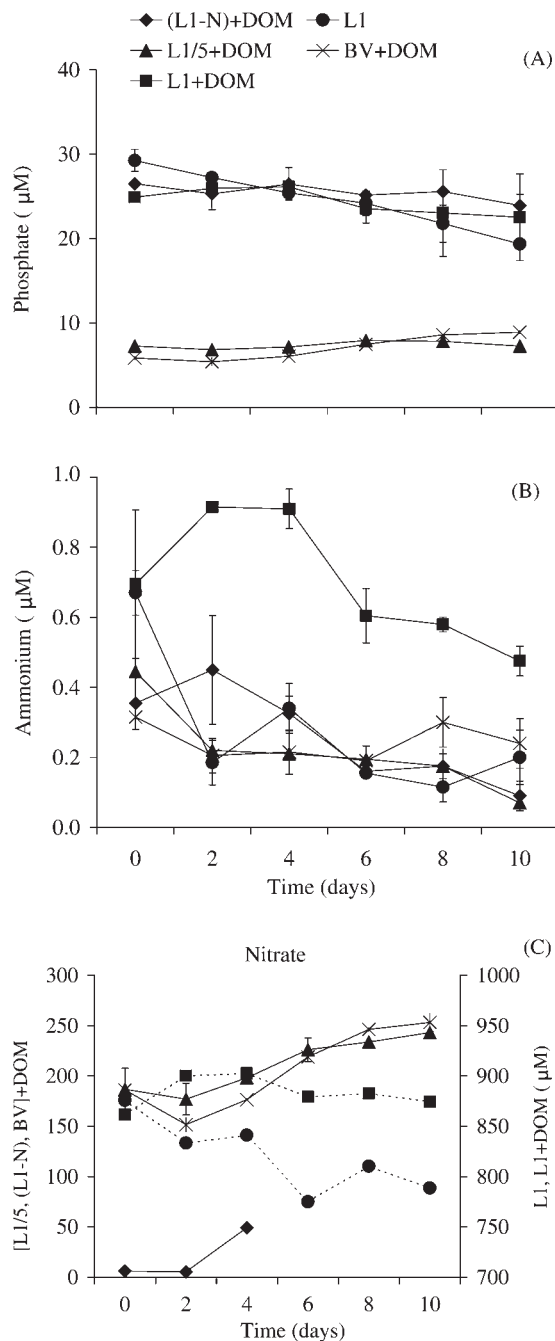 (L1-N)+DOM
L1
L1/5+DOM
BV+DOM
L1+DOM
(A)
40
30
20
10
0
Phosphate ( µM)
(B)
1.0
0.8
0.6
0.4
0.2
0.0
Ammonium ( µM)
0 2 4 6 8 10
Time (days)
(C)
Nitrate
300
250
200
150
100
50
0
[L1/5, (L1-N), BV]+DOM
1000
950
900
850
800
750
700
L1, L1+DOM (µM)
0 2 4 6 8 10
Time (days)